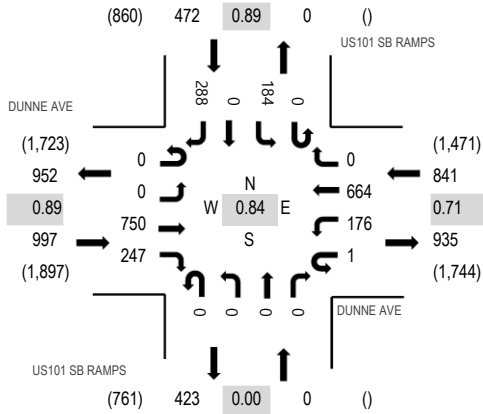 (860) 472 0.89 0 ()
US101 SB RAMPS
288 0 184 0
DUNNE AVE
(1,723)
952
0.89
997
(1,897)
0
0
750
247
N
W 0.84 E
S
0
664
176
1
(1,471)
841
0.71
935
(1,744)
0 0 0 0
DUNNE AVE
US101 SB RAMPS
(761) 423 0.00 0 ()